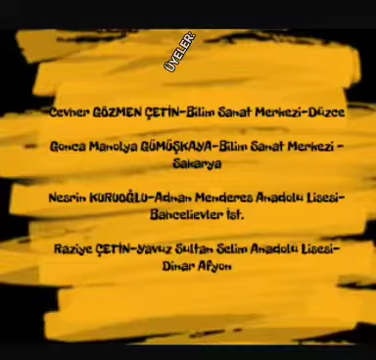 ÜYELER:
Cevher GÖZMEN ÇETİN-Bilim Sanat Merkezi-Düzce
Gonca Manolya GÜMÜŞKAYA-Bilim Sanat Merkezi -
Sakarya
Nesrin KURUOĞLU-Adnan Menderes Anadolu Lisesi-
Bahcelievler İst.
Raziye ÇETİN-Yavuz Sultan Selim Anadolu Lisesi-
Dinar Afyon